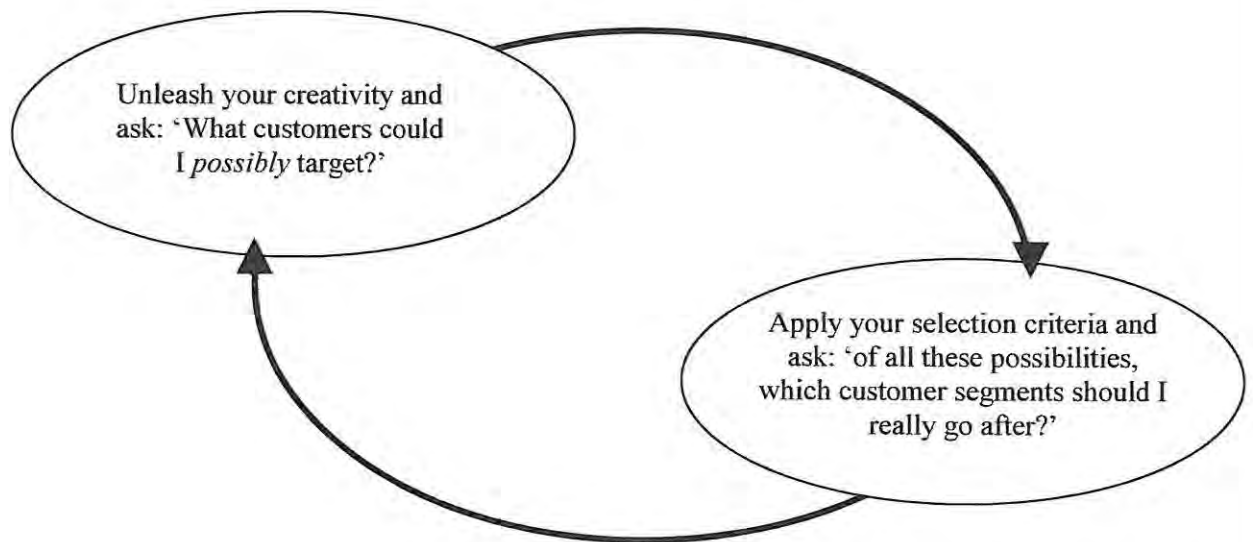 Unleash your creativity and
ask: ‘What customers could
I possibly target?’
Apply your selection criteria and
ask: ‘of all these possibilities,
which customer segments should I
really go after?’